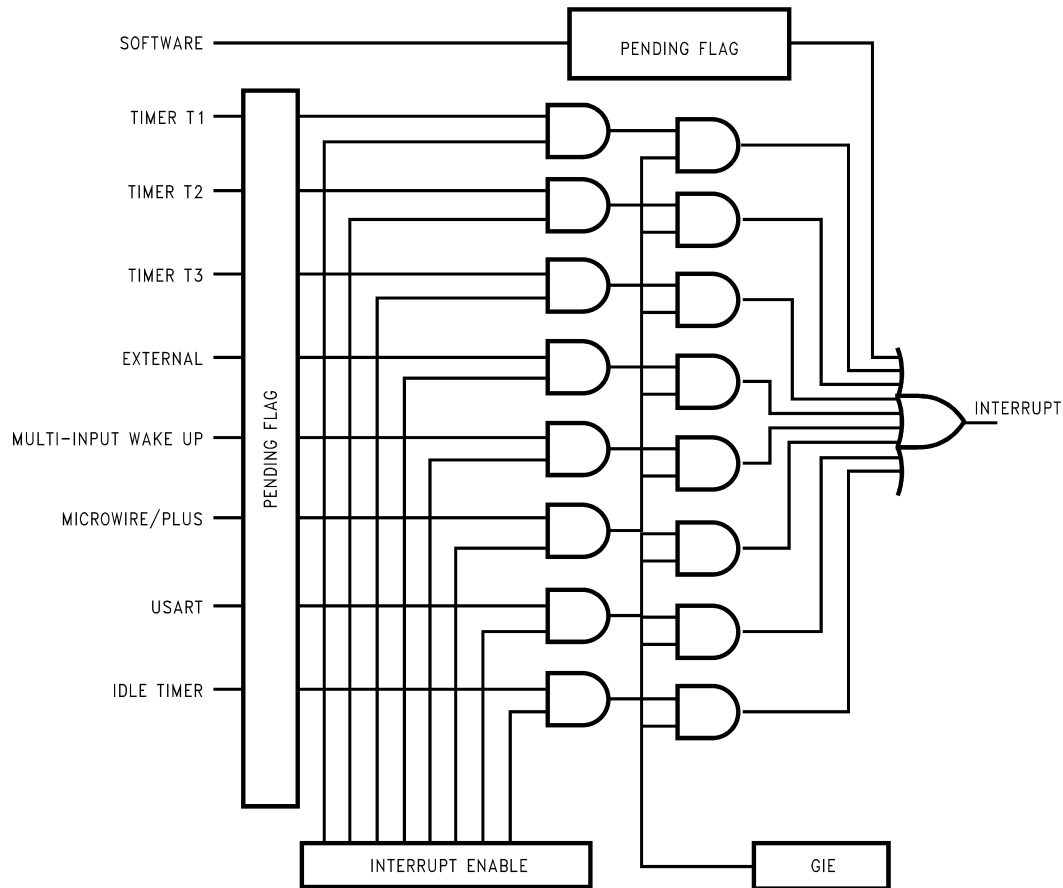 SOFTWARE
PENDING FLAG
TIMER T1
TIMER T2
TIMER T3
EXTERNAL
MULTI-INPUT WAKE UP
MICROWIRE/PLUS
USART
IDLE TIMER
PENDING FLAG
INTERRUPT
INTERRUPT ENABLE
GIE